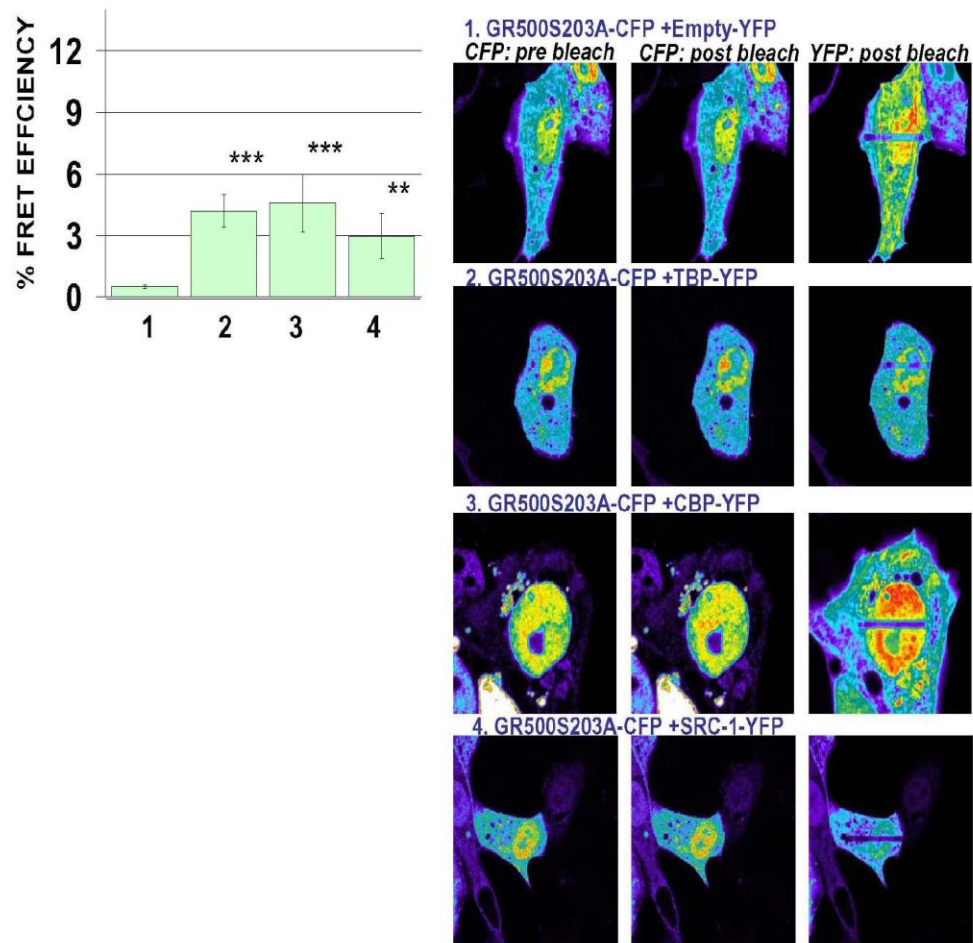 % FRET EFFCIENCY
12
9
6
3
0
***
***
**
1 2 3 4
1. GR500S203A-CFP +Empty-YFP
CFP: pre bleach CFP: post bleach YFP: post bleach
2. GR500S203A-CFP +TBP-YFP
3. GR500S203A-CFP +CBP-YFP
4. GR500S203A-CFP +SRC-1-YFP